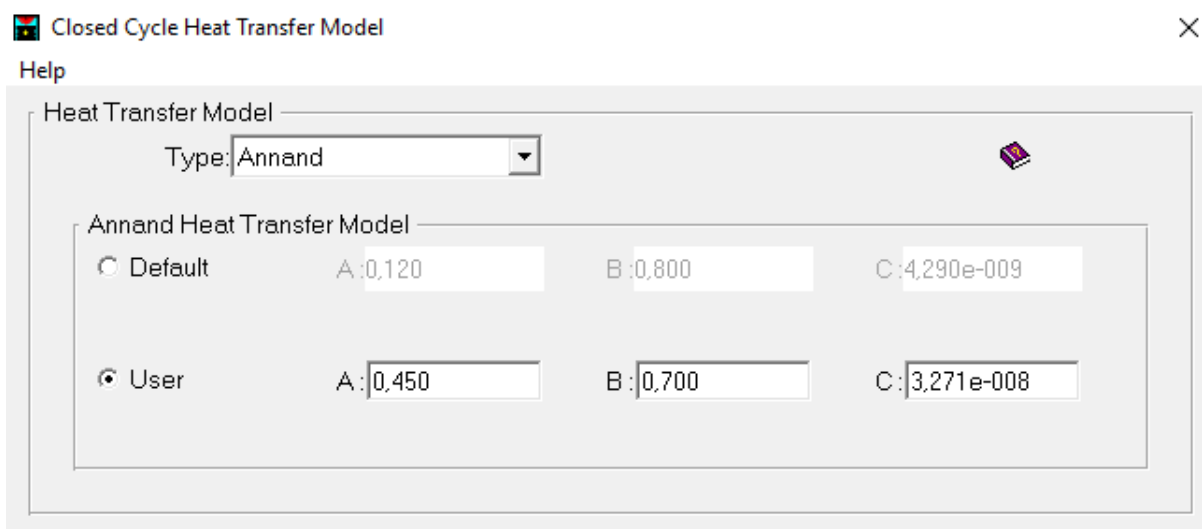 Closed Cycle Heat Transfer Model
Help
Heat Transfer Model
Type: Annand
Annand Heat Transfer Model
Default A : 0,120 B : 0,800 C : 4,290e-009
User A : 0,450 B : 0,700 C : 3,271e-008